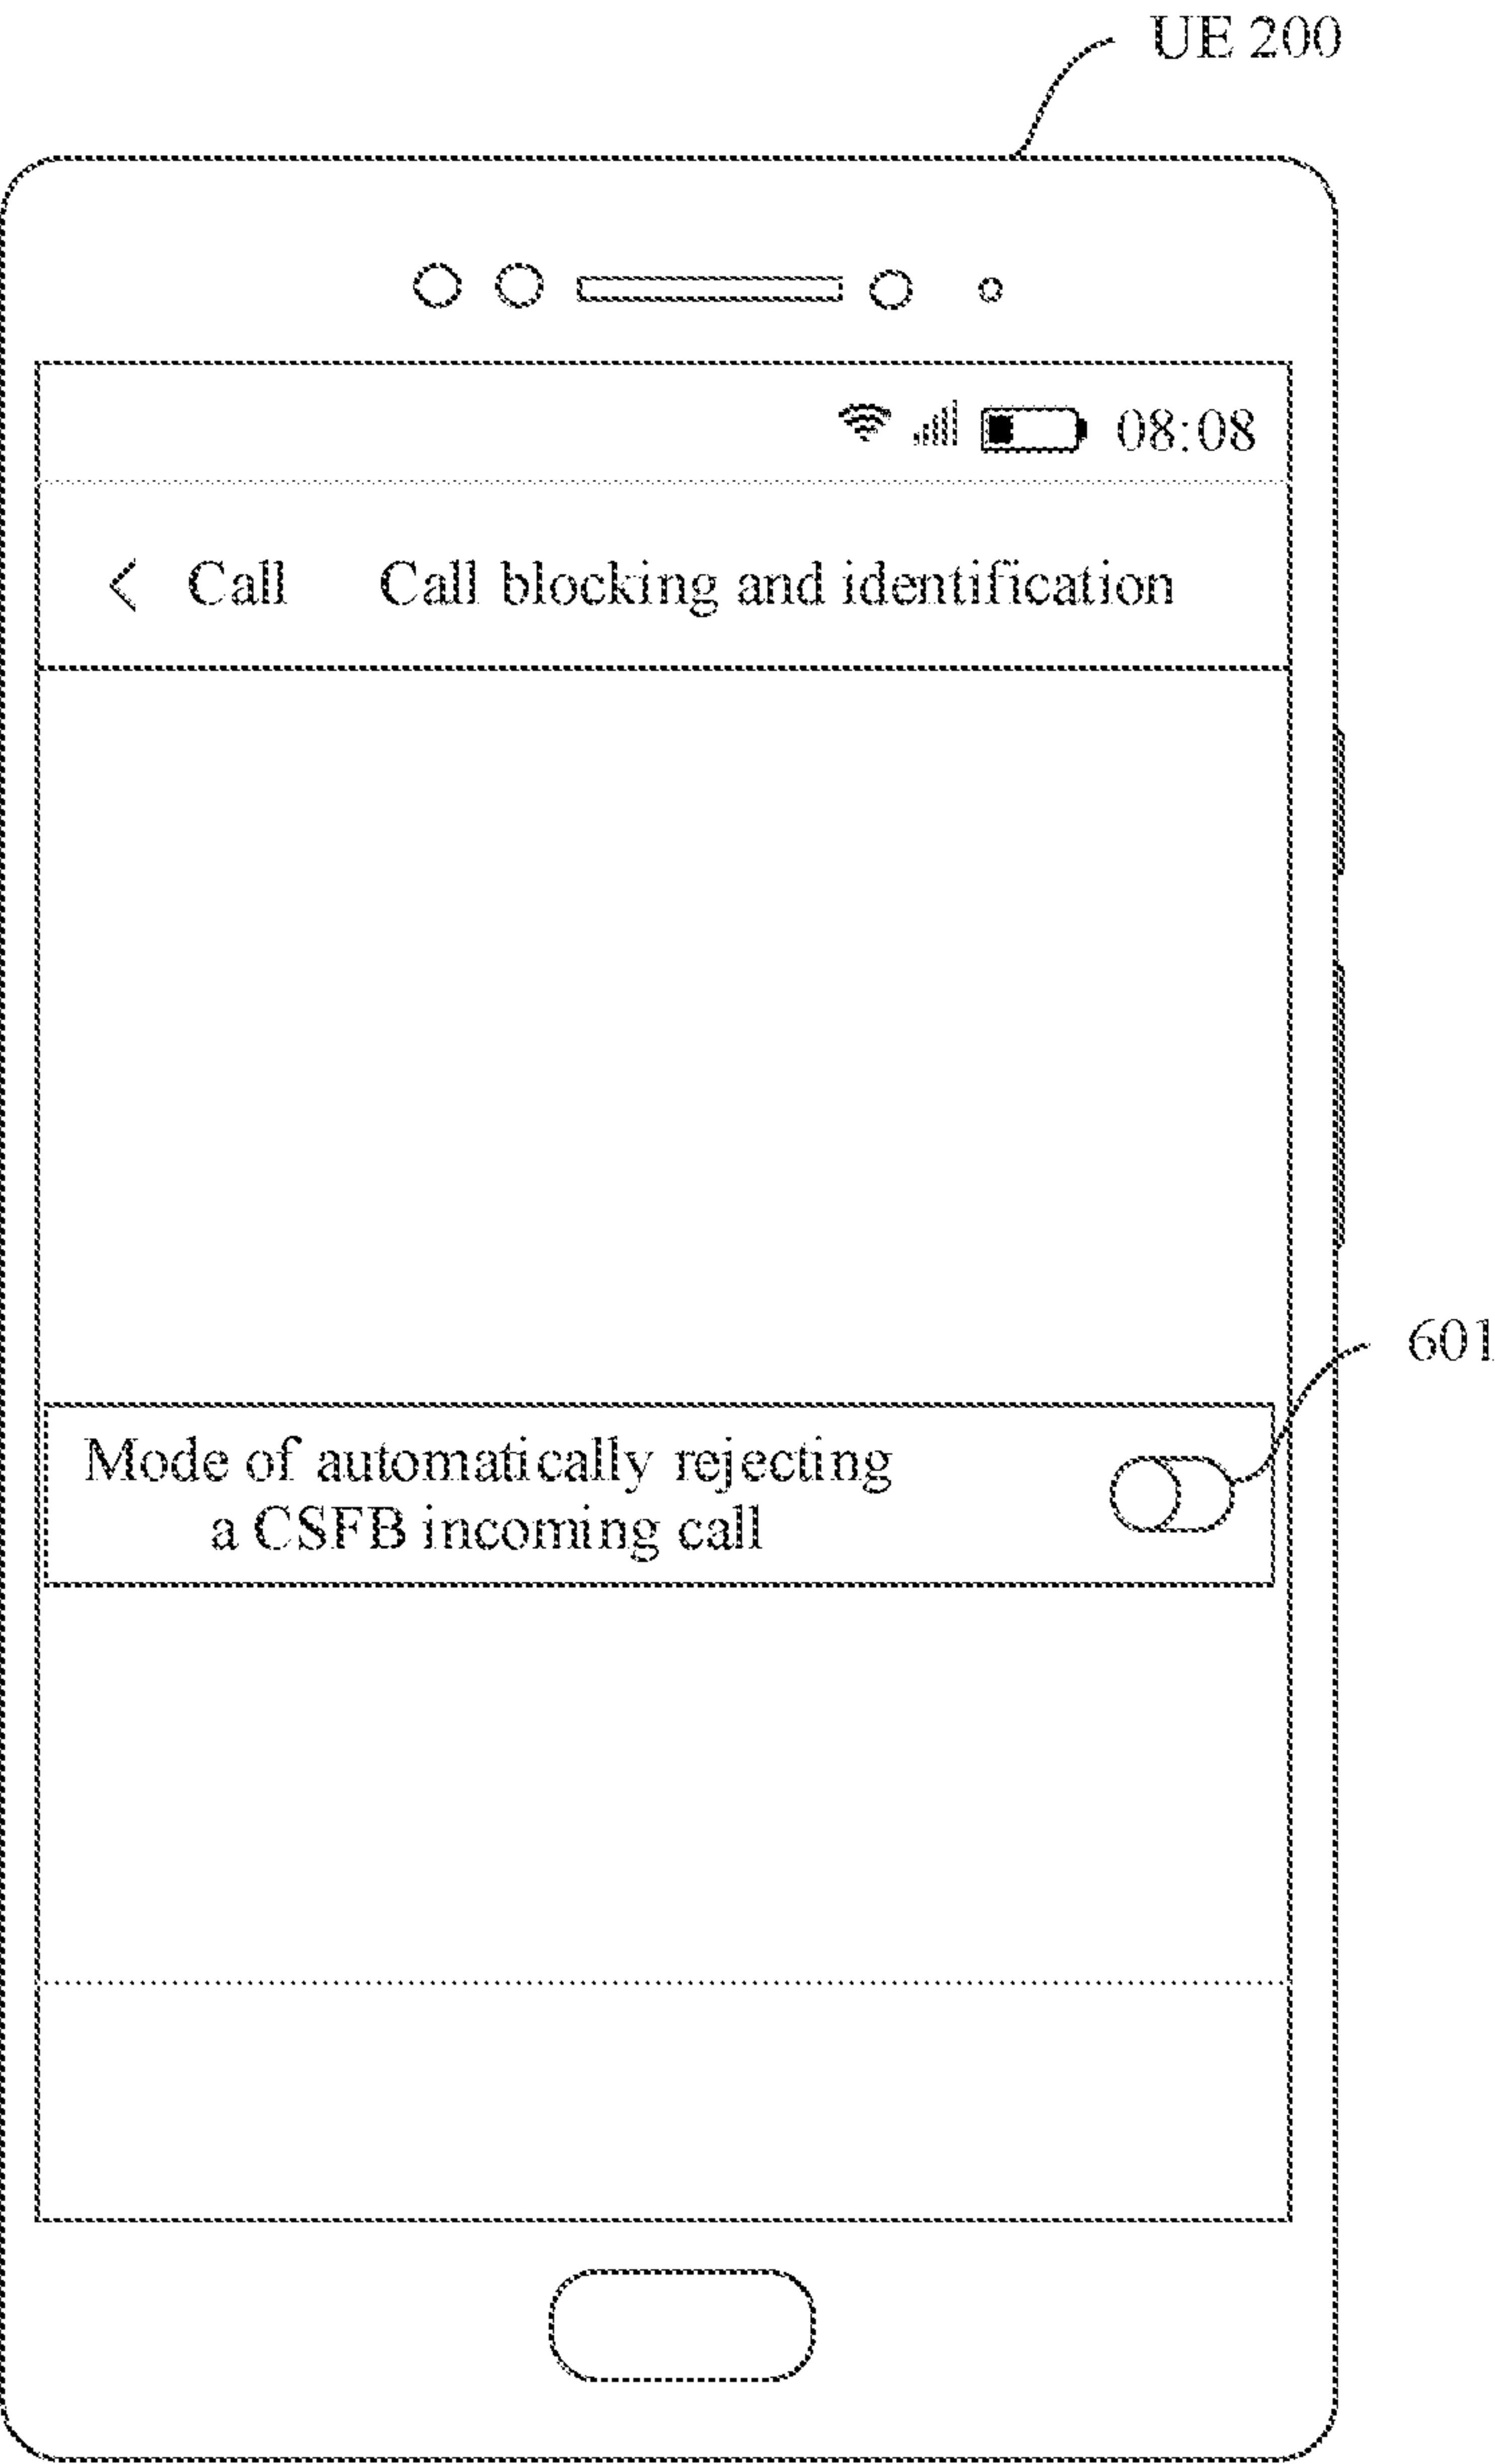 UE 200
08:08
< Call Call blocking and identification
601
Mode of automatically rejecting
a CSFB incoming call